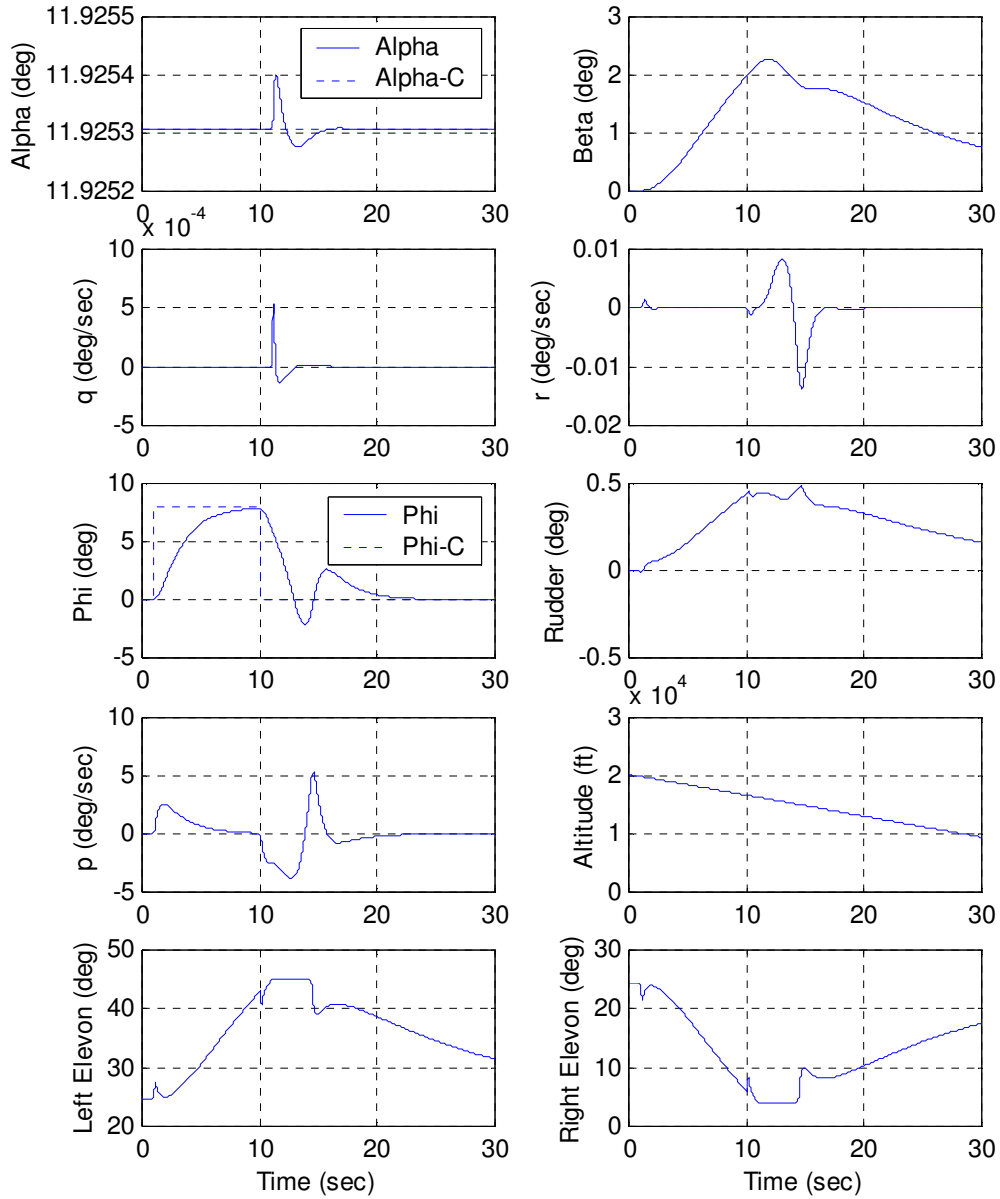 11.9255
11.9254
11.9253
11.9252
Alpha (deg)
Alpha
Alpha-C
0 10 20 30
3
2
1
0
Beta (deg)
0 10 20 30
x 10^-4
10
5
0
-5
q (deg/sec)
0 10 20 30
0.01
0
-0.01
-0.02
r (deg/sec)
0 10 20 30
10
5
0
-5
Phi (deg)
Phi
Phi-C
0 10 20 30
0.5
0
-0.5
Rudder (deg)
0 10 20 30
10
5
0
-5
p (deg/sec)
0 10 20 30
x 10^4
3
2
1
0
Altitude (ft)
0 10 20 30
50
40
30
20
Left Elevon (deg)
0 10 20 30
Time (sec)
30
20
10
0
Right Elevon (deg)
0 10 20 30
Time (sec)